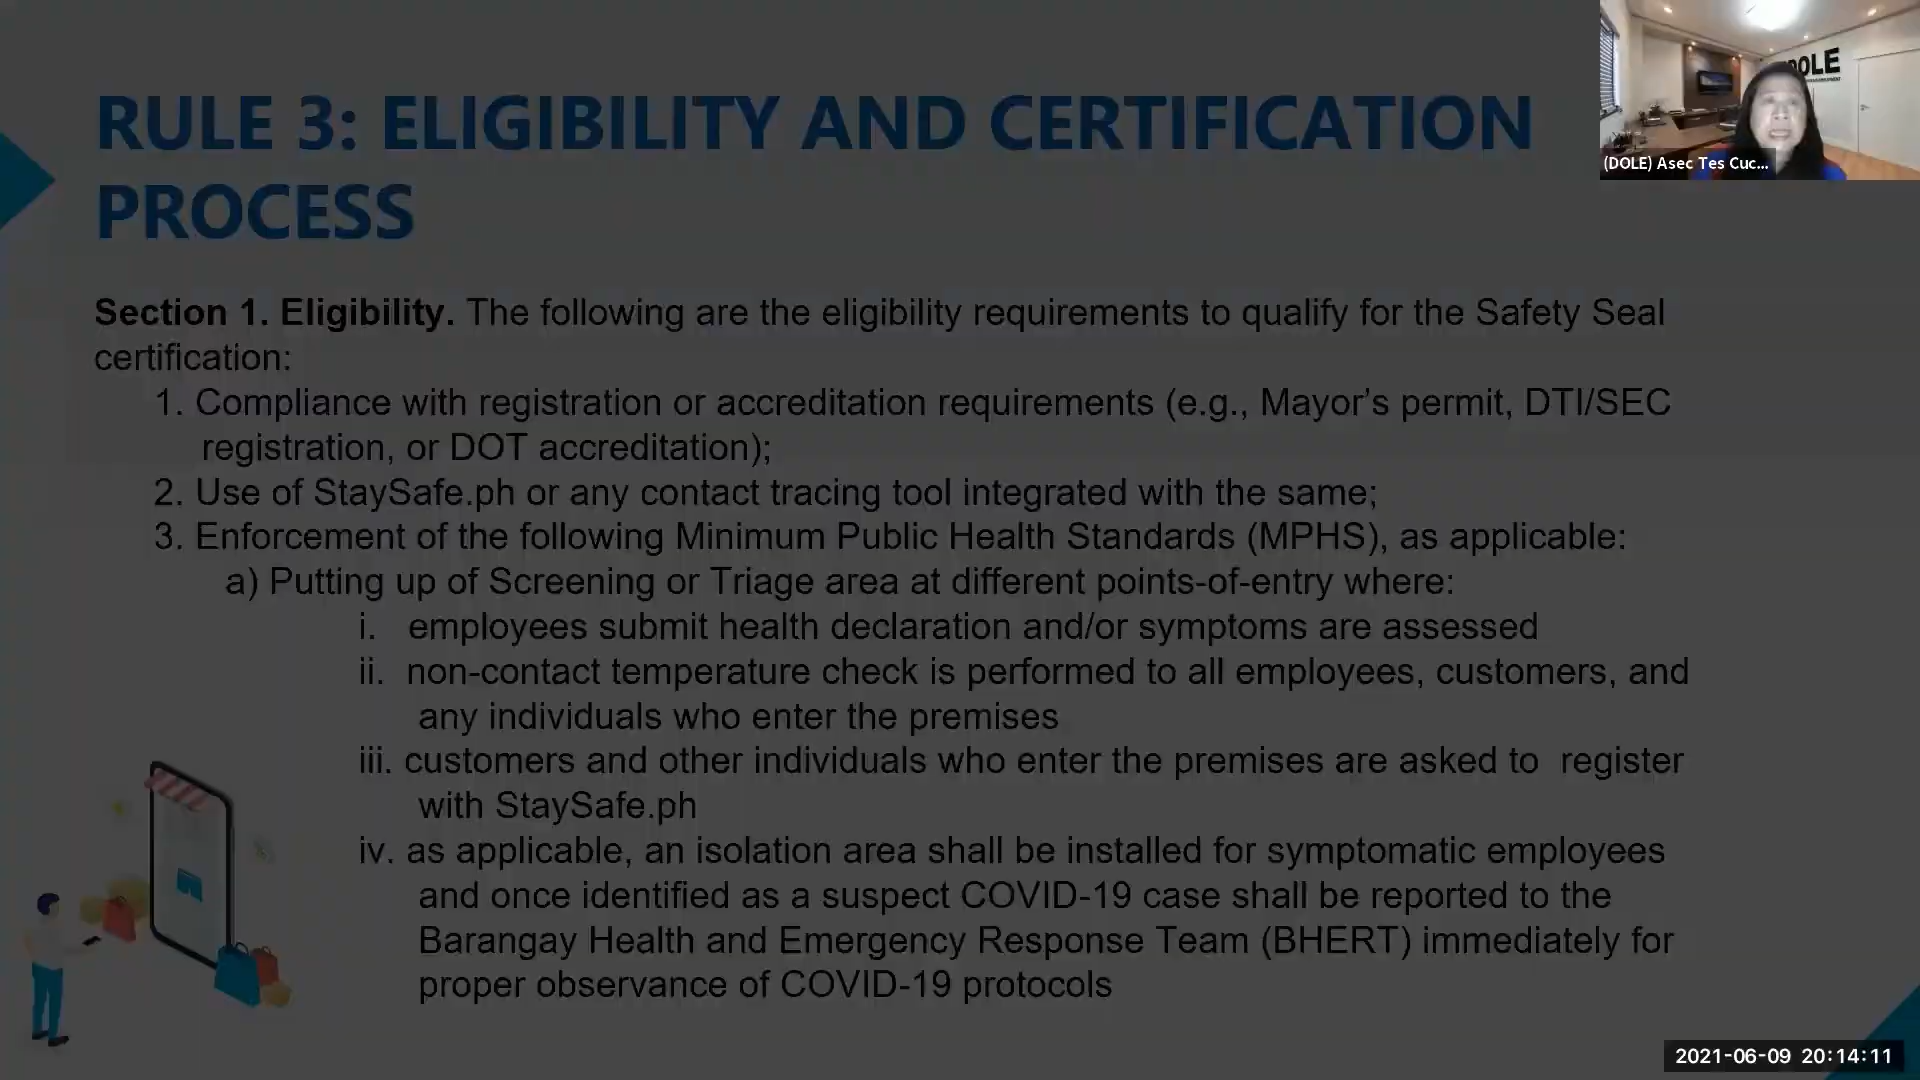 RULE 3: ELIGIBILITY AND CERTIFICATION
PROCESS
DOLE
(DOLE) Asec Tes Cuc...
Section 1. Eligibility. The following are the eligibility requirements to qualify for the Safety Seal
certification:
1. Compliance with registration or accreditation requirements (e.g., Mayor's permit, DTI/SEC
registration, or DOT accreditation);
2. Use of StaySafe.ph or any contact tracing tool integrated with the same;
3. Enforcement of the following Minimum Public Health Standards (MPHS), as applicable:
a) Putting up of Screening or Triage area at different points-of-entry where:
i. employees submit health declaration and/or symptoms are assessed
ii. non-contact temperature check is performed to all employees, customers, and
any individuals who enter the premises
iii. customers and other individuals who enter the premises are asked to register
with StaySafe.ph
iv. as applicable, an isolation area shall be installed for symptomatic employees
and once identified as a suspect COVID-19 case shall be reported to the
Barangay Health and Emergency Response Team (BHERT) immediately for
proper observance of COVID-19 protocols
2021-06-09 20:14:11